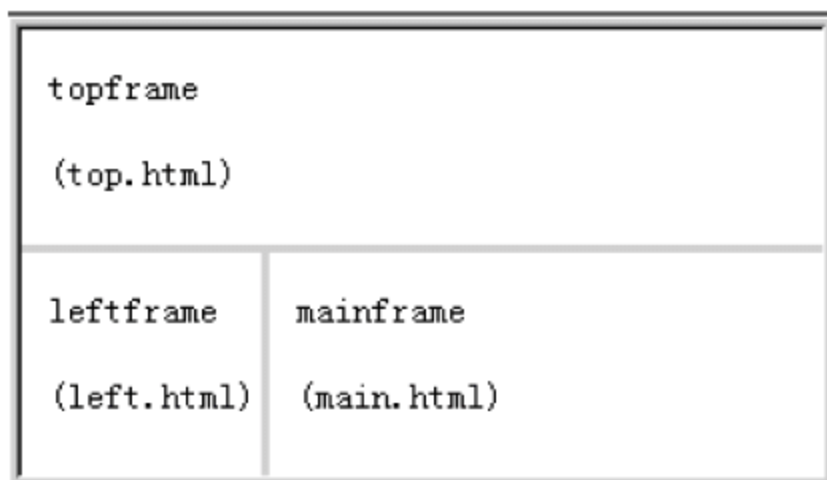 topframe
(top.html)
leftframe
(left.html)
mainframe
(main.html)